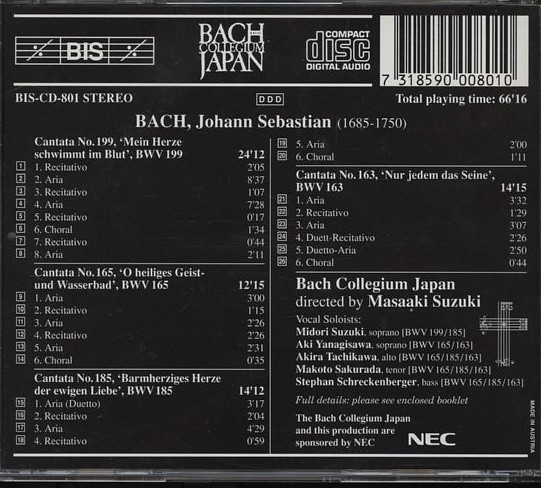 BIS
BACH
COLLEGIUM
JAPAN
COMPACT
disc
DIGITAL AUDIO
7 318590 008010
BIS-CD-801 STEREO
DDD
Total playing time: 66'16
BACH, Johann Sebastian (1685-1750)
Cantata No. 199, ‘Mein Herze
schwimmt im Blut’, BWV 199 24'12
1 1. Recitativo 2'05
2 2. Aria 8'37
3 3. Recitativo 1'07
4 4. Aria 7'28
5 5. Recitativo 0'17
6 6. Choral 1'34
7 7. Recitativo 0'44
8 8. Aria 2'11
Cantata No. 165, ‘O heiliges Geist-
und Wasserbad’, BWV 165 12'15
9 1. Aria 3'00
10 2. Recitativo 1'15
11 3. Aria 2'26
12 4. Recitativo 2'26
13 5. Aria 2'31
14 6. Choral 0'35
Cantata No. 185, ‘Barmherziges Herze
der ewigen Liebe’, BWV 185 14'12
15 1. Aria (Duetto) 3'17
16 2. Recitativo 2'04
17 3. Aria 4'29
18 4. Recitativo 0'59
19 5. Aria 2'00
20 6. Choral 1'11
Cantata No. 163, ‘Nur jedem das Seine’,
BWV 163 14'15
21 1. Aria 3'32
22 2. Recitativo 1'29
23 3. Aria 3'07
24 4. Duett-Recitativo 2'26
25 5. Duetto-Aria 2'50
26 6. Choral 0'44
Bach Collegium Japan
directed by Masaaki Suzuki
Vocal Soloists:
Midori Suzuki, soprano [BWV 199/185]
Aki Yanagisawa, soprano [BWV 165/163]
Akira Tachikawa, alto [BWV 165/185/163]
Makoto Sakurada, tenor [BWV 165/185/163]
Stephan Schreckenberger, bass [BWV 165/185/163]
Full details: please see enclosed booklet
The Bach Collegium Japan
and this production are
sponsored by NEC
NEC
MADE IN AUSTRIA